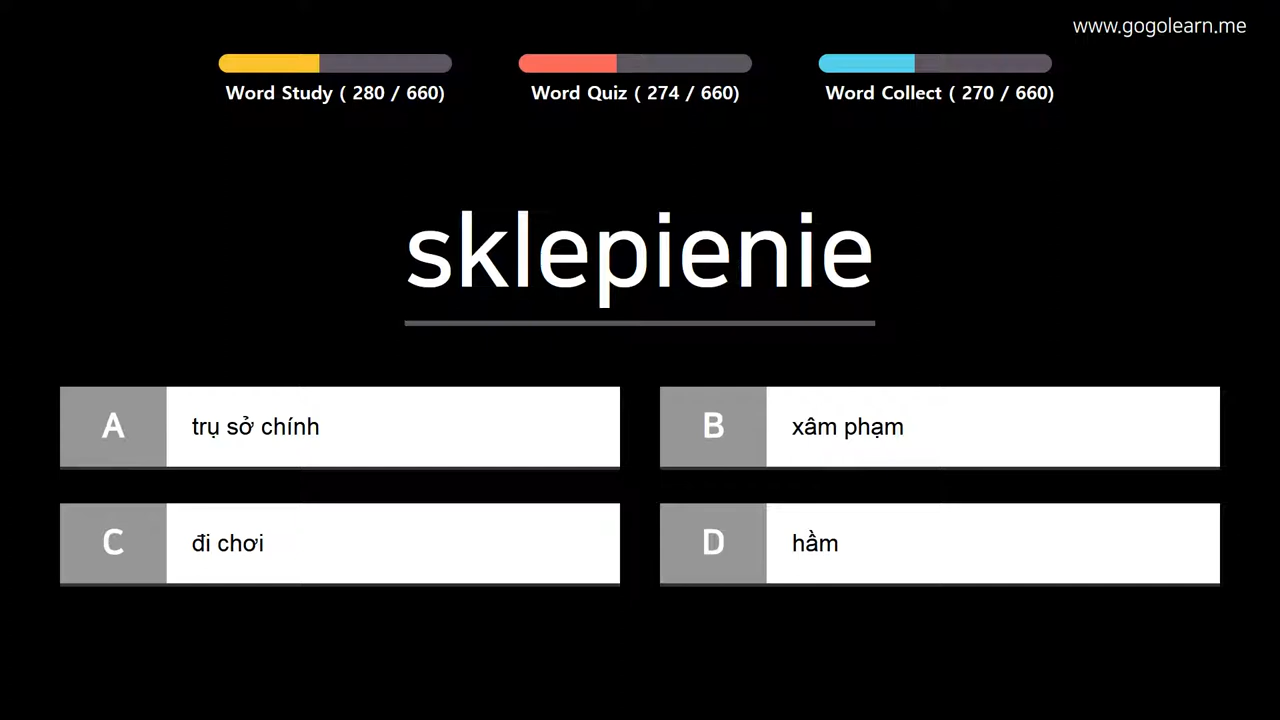 www.gogolearn.me
Word Study ( 280 / 660)
Word Quiz ( 274 / 660)
Word Collect ( 270 / 660)
sklepienie
A trụ sở chính
B xâm phạm
C đi chơi
D hầm